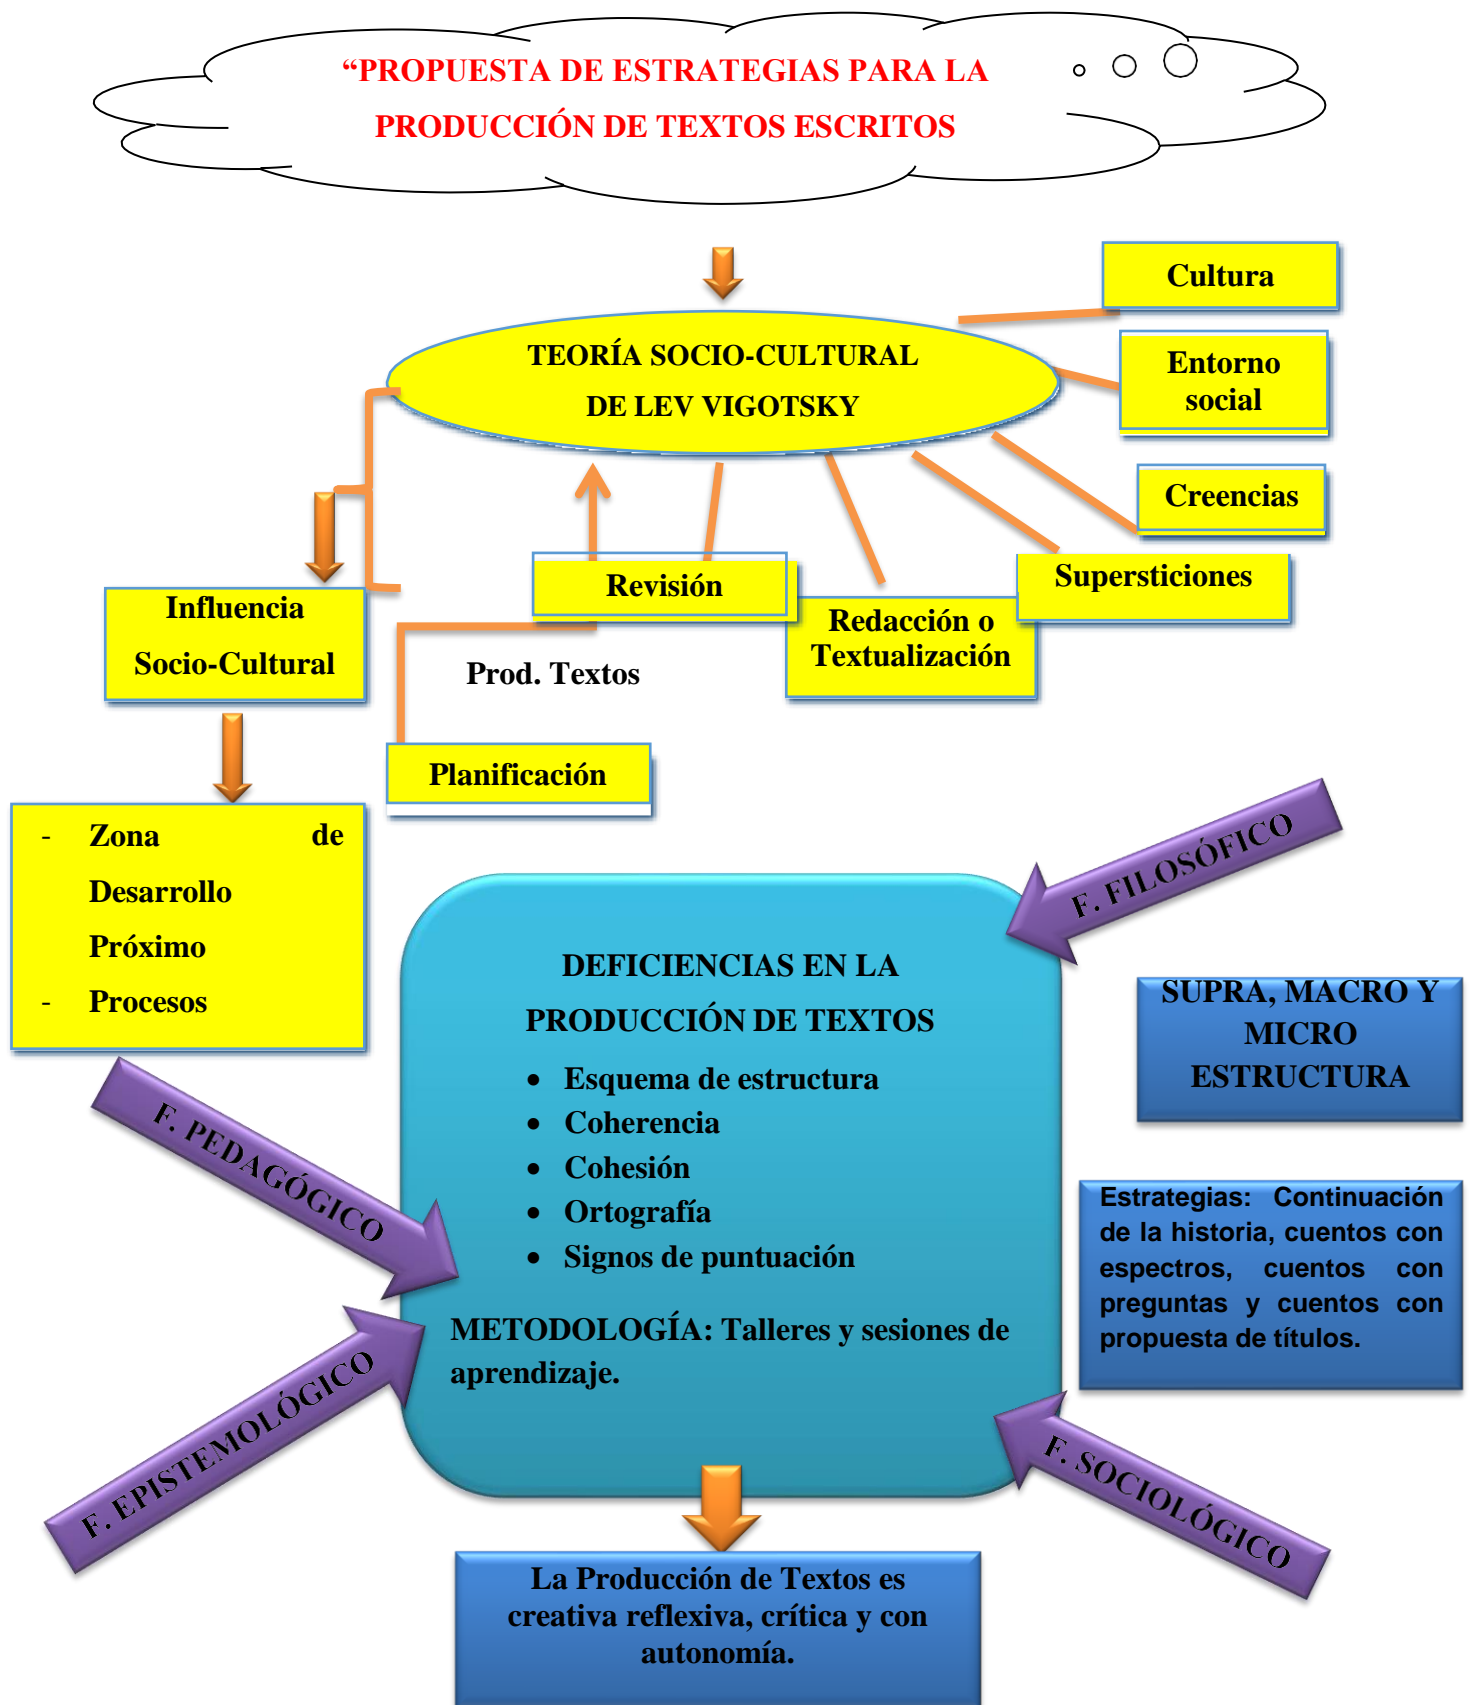 “PROPUESTA DE ESTRATEGIAS PARA LA
PRODUCCIÓN DE TEXTOS ESCRITOS
Cultura
TEORÍA SOCIO-CULTURAL
DE LEV VIGOTSKY
Entorno
social
Creencias
Supersticiones
Revisión
Redacción o
Textualización
Influencia
Socio-Cultural
Prod. Textos
Planificación
- Zona de
Desarrollo
Próximo
- Procesos
F. FILOSÓFICO
DEFICIENCIAS EN LA
PRODUCCIÓN DE TEXTOS
• Esquema de estructura
• Coherencia
• Cohesión
• Ortografía
• Signos de puntuación
METODOLOGÍA: Talleres y sesiones de
aprendizaje.
SUPRA, MACRO Y
MICRO
ESTRUCTURA
F. PEDAGÓGICO
Estrategias: Continuación
de la historia, cuentos con
espectros, cuentos con
preguntas y cuentos con
propuesta de títulos.
F. EPISTEMOLÓGICO
F. SOCIOLÓGICO
La Producción de Textos es
creativa reflexiva, crítica y con
autonomía.